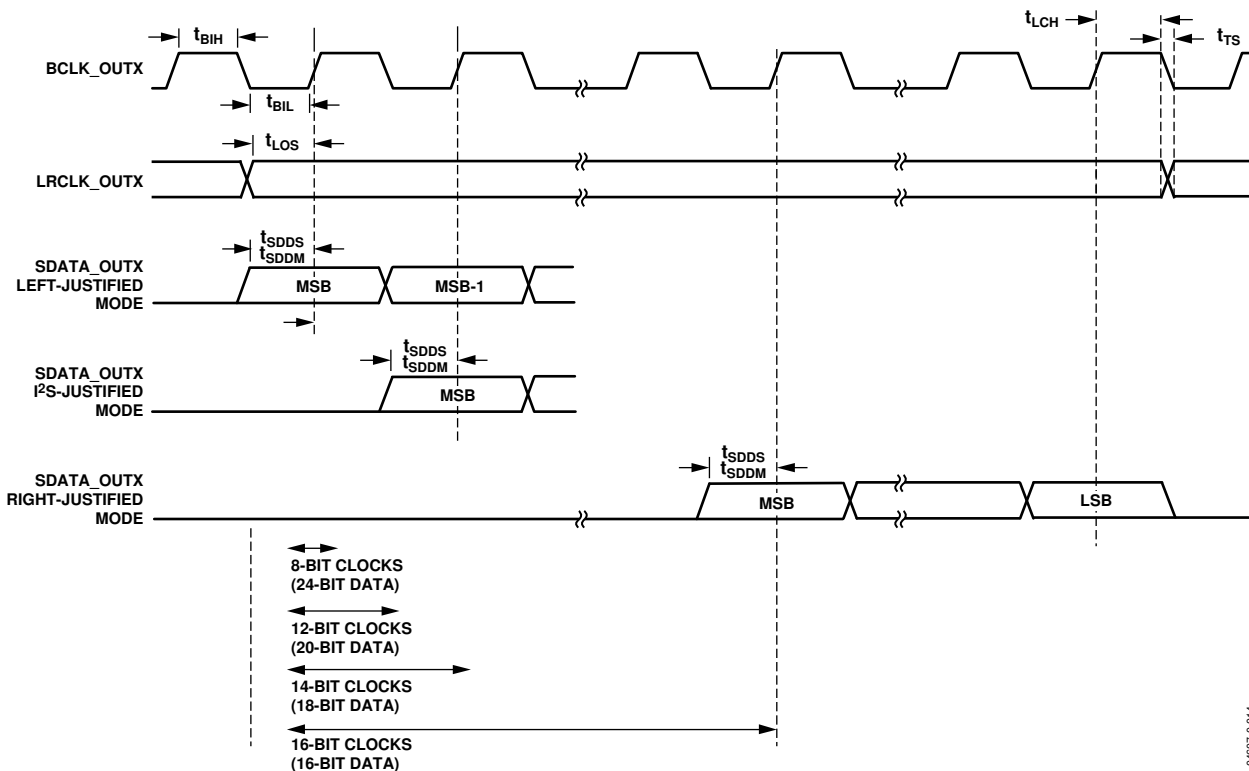 tBIH
tLCH
tTS
BCLK_OUTX
tBIL
tLOS
LRCLK_OUTX
tSDDS
tSDDM
SDATA_OUTX
LEFT-JUSTIFIED
MODE
MSB
MSB-1
tSDDS
tSDDM
SDATA_OUTX
I2S-JUSTIFIED
MODE
MSB
tSDDS
tSDDM
SDATA_OUTX
RIGHT-JUSTIFIED
MODE
MSB
LSB
8-BIT CLOCKS
(24-BIT DATA)
12-BIT CLOCKS
(20-BIT DATA)
14-BIT CLOCKS
(18-BIT DATA)
16-BIT CLOCKS
(16-BIT DATA)